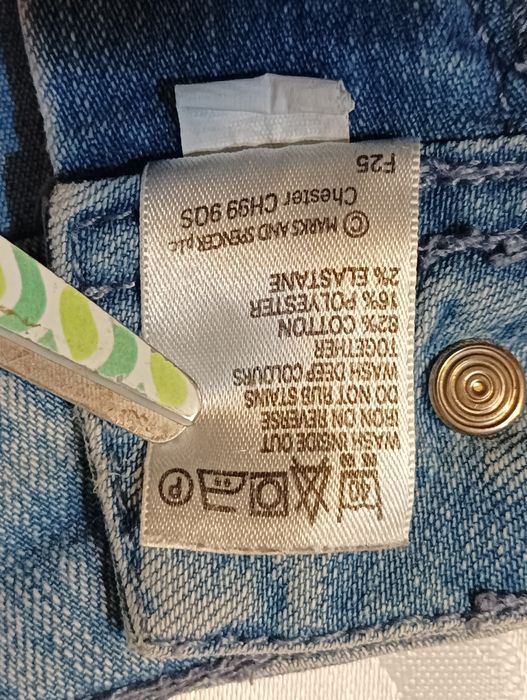 40 P
WASH INSIDE OUT
IRON ON REVERSE
DO NOT RUB STAINS
WASH DEEP COLOURS
TOGETHER
82% COTTON
16% POLYESTER
2% ELASTANE
© MARKS AND SPENCER p.l.c.
Chester CH99 9QS
F25